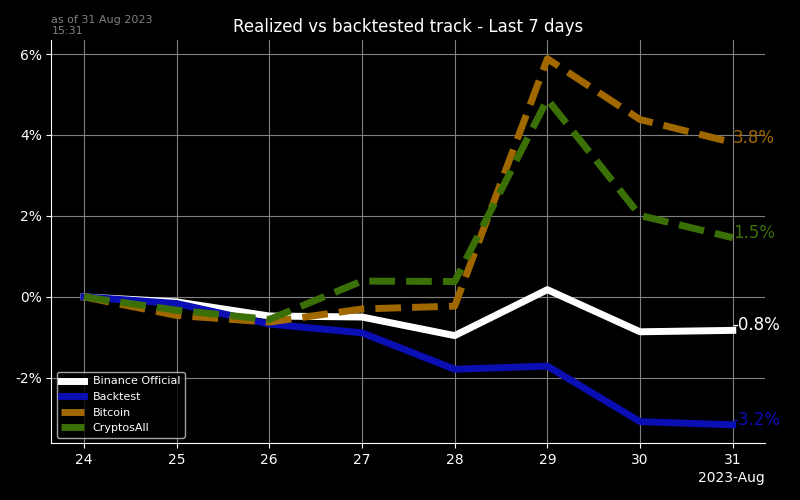 as of 31 Aug 2023
15:31
Realized vs backtested track - Last 7 days
6%
4%
2%
0%
-2%
3.8%
1.5%
-0.8%
-3.2%
Binance Official
Backtest
Bitcoin
CryptosAll
24 25 26 27 28 29 30 31
2023-Aug